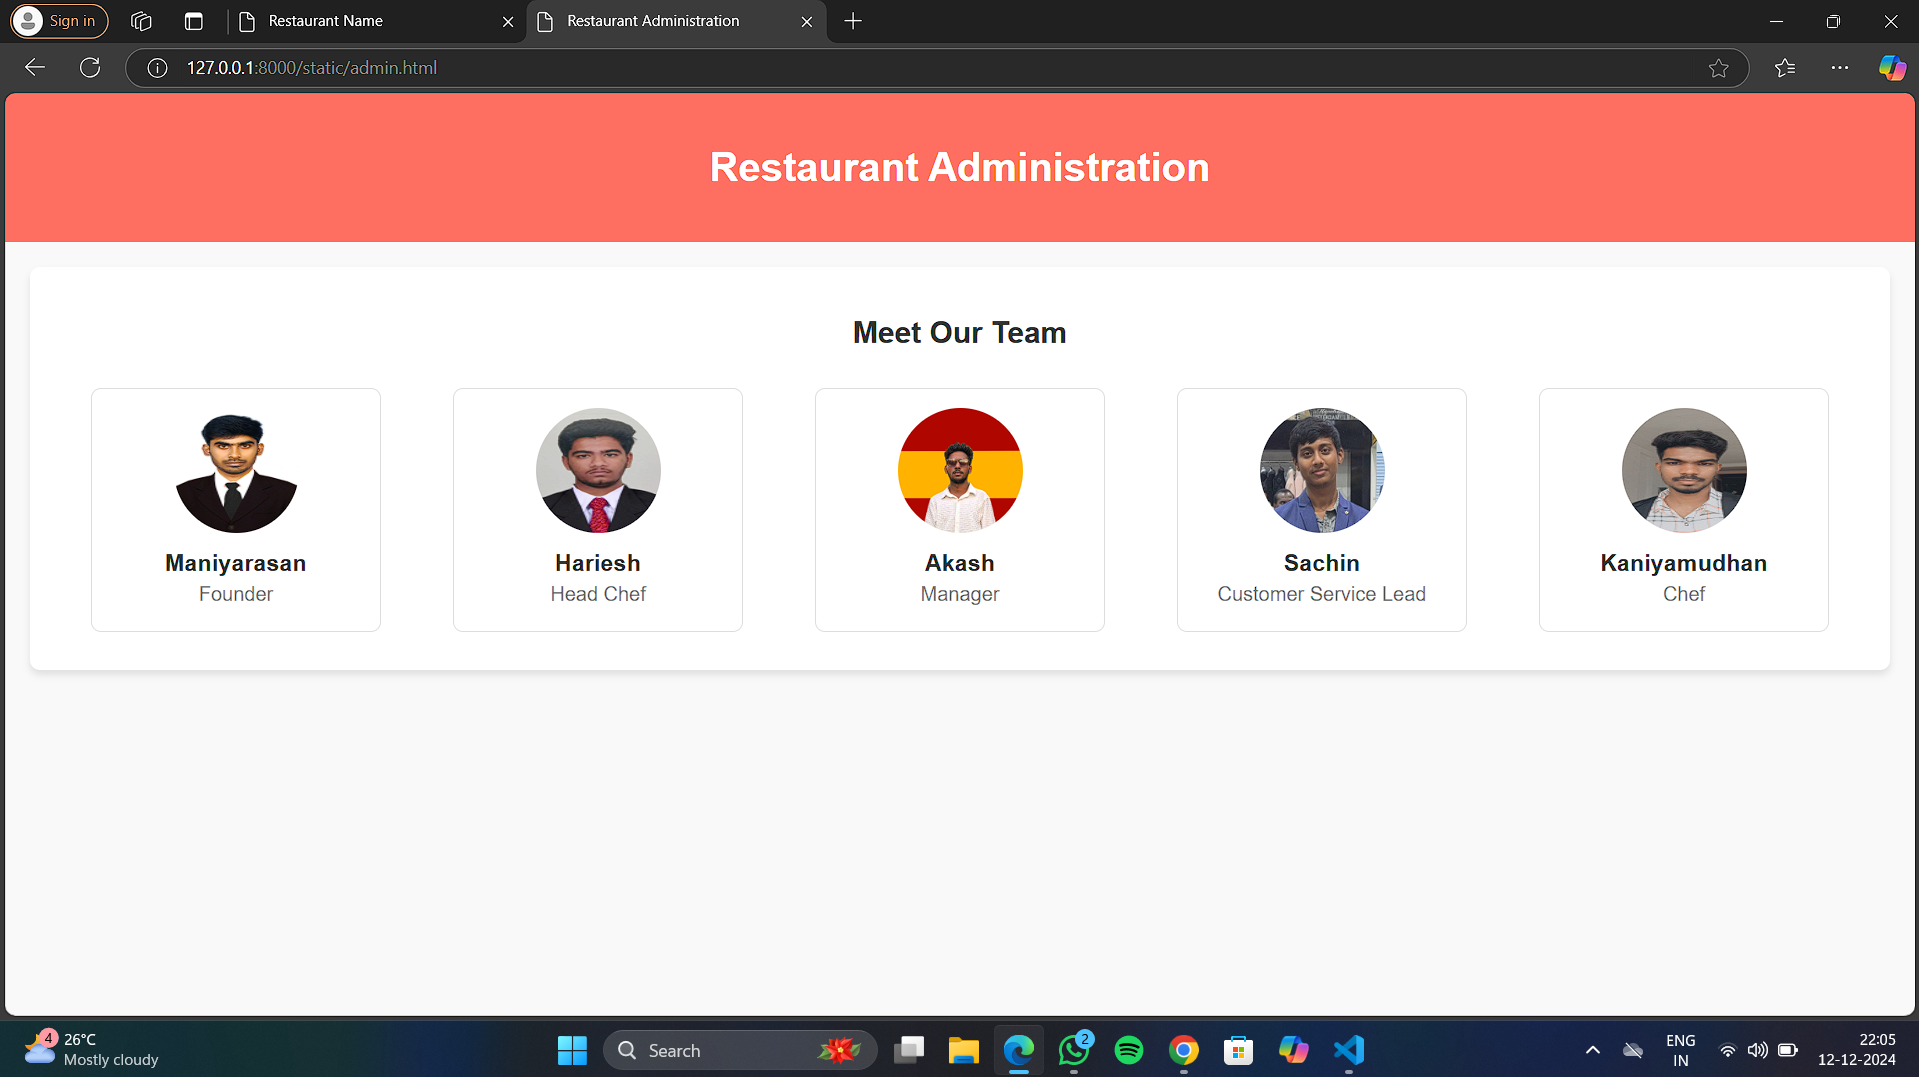 Sign in
Restaurant Name
Restaurant Administration
127.0.0.1:8000/static/admin.html
Restaurant Administration
Meet Our Team
Maniyarasan
Founder
Hariesh
Head Chef
Akash
Manager
Sachin
Customer Service Lead
Kaniyamudhan
Chef
4
26°C
Mostly cloudy
Search
2
ENG
IN
22:05
12-12-2024